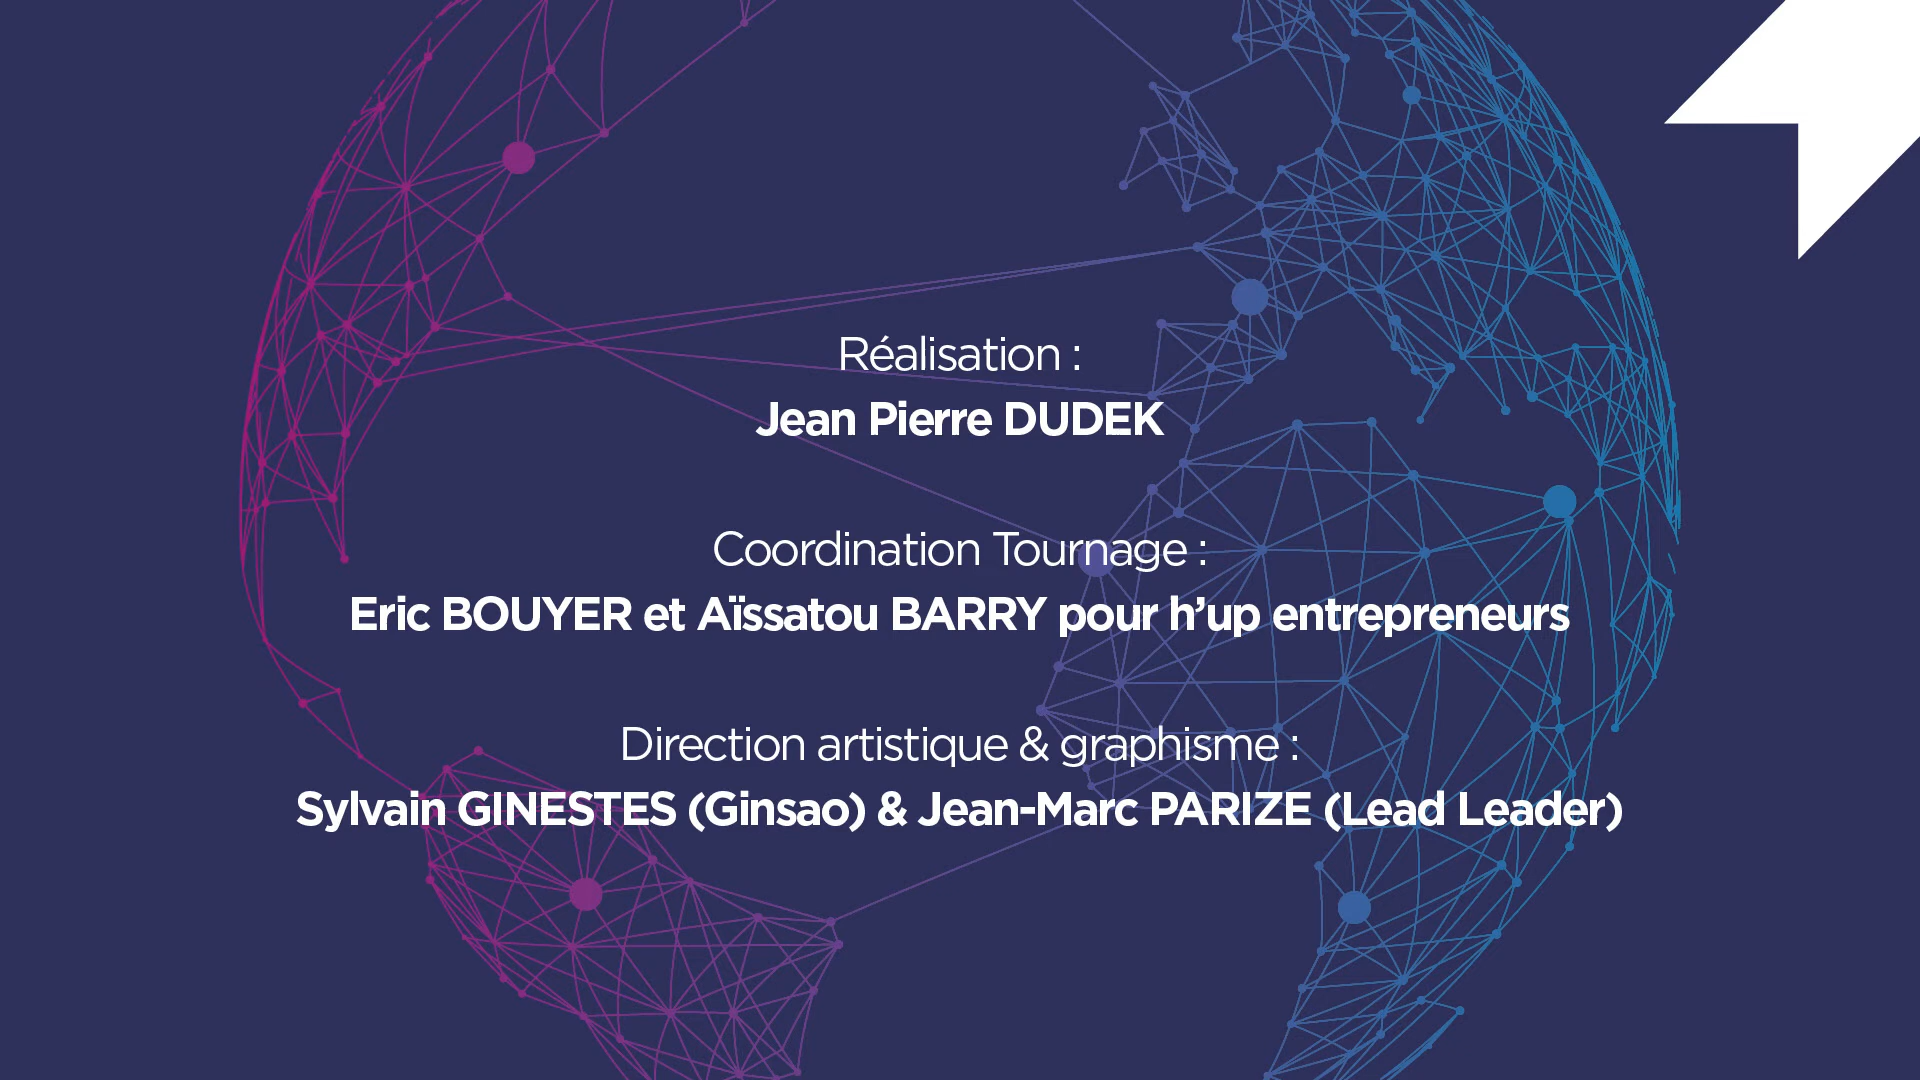 Réalisation :
Jean Pierre DUDEK
Coordination Tournage :
Eric BOUYER et Aïssatou BARRY pour h’up entrepreneurs
Direction artistique & graphisme :
Sylvain GINESTES (Ginsao) & Jean-Marc PARIZE (Lead Leader)